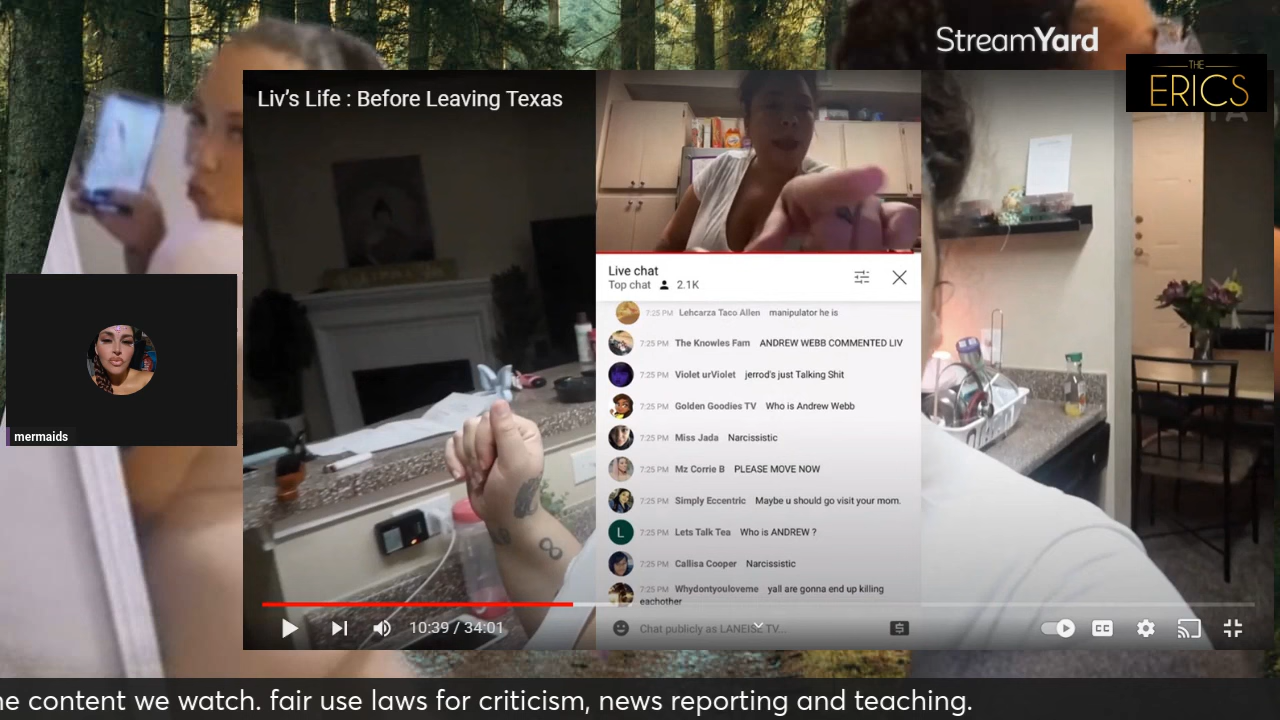 StreamYard
THE
ERICS
Liv's Life : Before Leaving Texas
Live chat
Top chat 2.1K
7:25 PM Lehcarza Taco Allen manipulator he is
7:25 PM The Knowles Fam ANDREW WEBB COMMENTED LIV
7:25 PM Violet urViolet jerrod's just Talking Shit
7:25 PM Golden Goodies TV Who is Andrew Webb
7:25 PM Miss Jada Narcissistic
7:25 PM Mz Corrie B PLEASE MOVE NOW
7:25 PM Simply Eccentric Maybe u should go visit your mom.
L 7:25 PM Lets Talk Tea Who is ANDREW ?
7:25 PM Callisa Cooper Narcissistic
7:25 PM Whydontyouloveme yall are gonna end up killing
eachother
Chat publicly as LANEISE TV...
mermaids
10:39 / 34:01
CC
content we watch. fair use laws for criticism, news reporting and teaching.